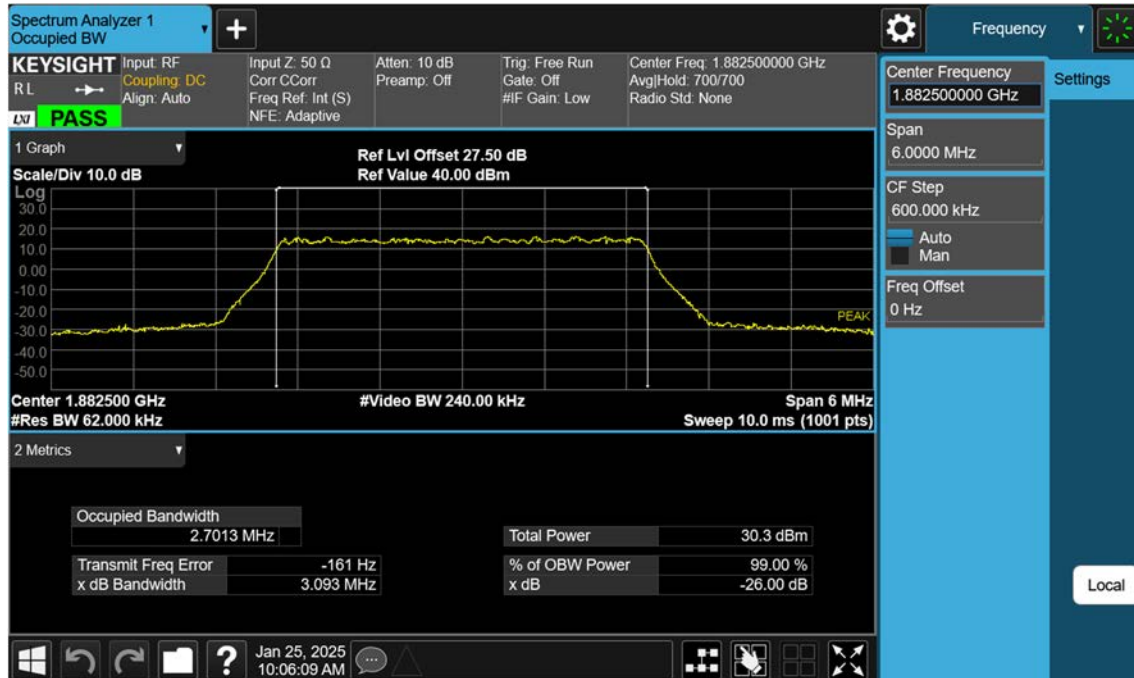 Spectrum Analyzer 1
Occupied BW
Frequency
KEYSIGHT
RL
LXI PASS
Input: RF
Coupling: DC
Align: Auto
Input Z: 50 Ω
Corr CCorr
Freq Ref: Int (S)
NFE: Adaptive
Atten: 10 dB
Preamp: Off
Trig: Free Run
Gate: Off
#IF Gain: Low
Center Freq: 1.882500000 GHz
Avg|Hold: 700/700
Radio Std: None
Center Frequency
1.882500000 GHz
Settings
Span
6.0000 MHz
CF Step
600.000 kHz
Auto
Man
Freq Offset
0 Hz
Local
1 Graph
Scale/Div 10.0 dB
Ref Lvl Offset 27.50 dB
Ref Value 40.00 dBm
Log
30.0
20.0
10.0
0.00
-10.0
-20.0
-30.0
-40.0
-50.0
PEAK
Center 1.882500 GHz
#Video BW 240.00 kHz
Span 6 MHz
#Res BW 62.000 kHz
Sweep 10.0 ms (1001 pts)
2 Metrics
Occupied Bandwidth
2.7013 MHz
Total Power 30.3 dBm
Transmit Freq Error -161 Hz
% of OBW Power 99.00 %
x dB Bandwidth 3.093 MHz
x dB -26.00 dB
?
Jan 25, 2025
10:06:09 AM